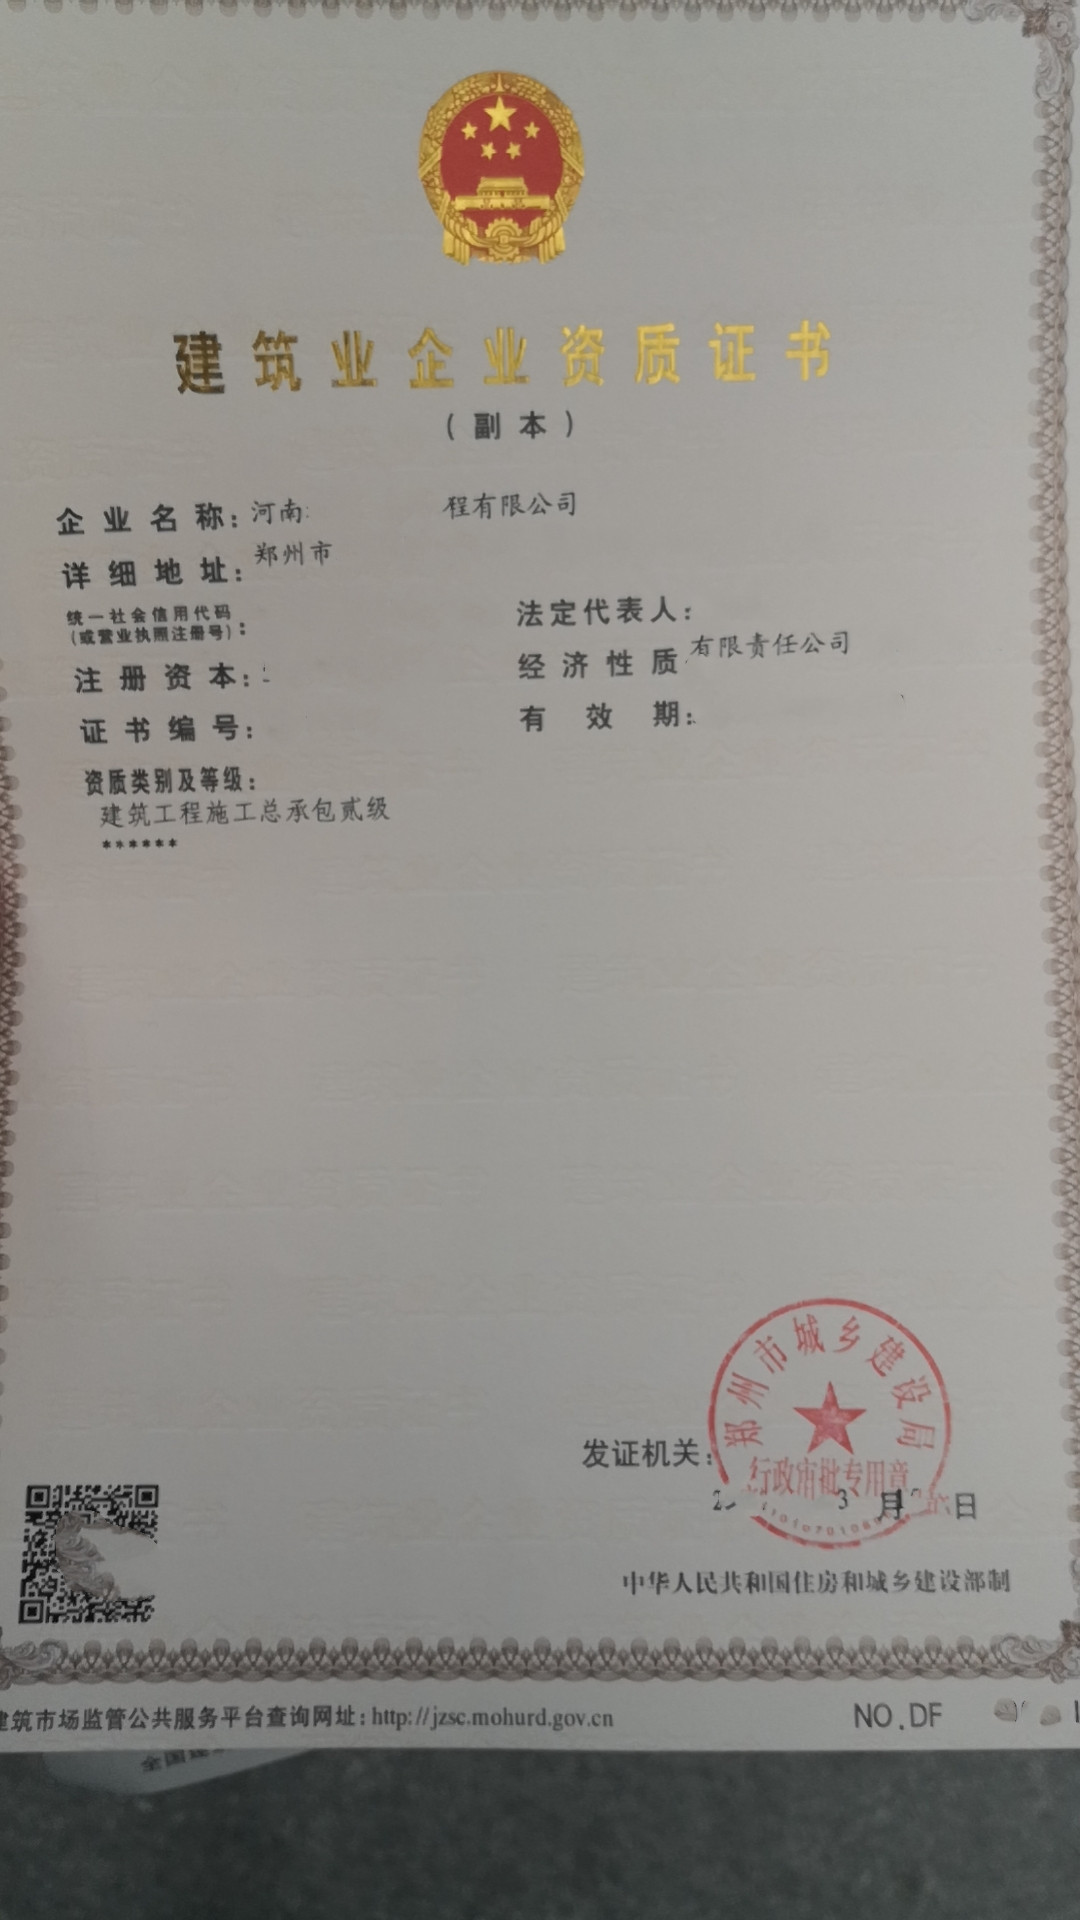 建筑业企业资质证书
（副本）
企业名称：河南 程有限公司
详细地址：郑州市
统一社会信用代码
（或营业执照注册号）：
法定代表人：
注册资本：
经济性质 有限责任公司
证书编号：
有效期：
资质类别及等级：
建筑工程施工总承包贰级
******
郑州市城乡建设局
行政审批专用章
发证机关：
3 月 日
中华人民共和国住房和城乡建设部制
建筑市场监管公共服务平台查询网址：http://jzsc.mohurd.gov.cn
NO.DF
全国建